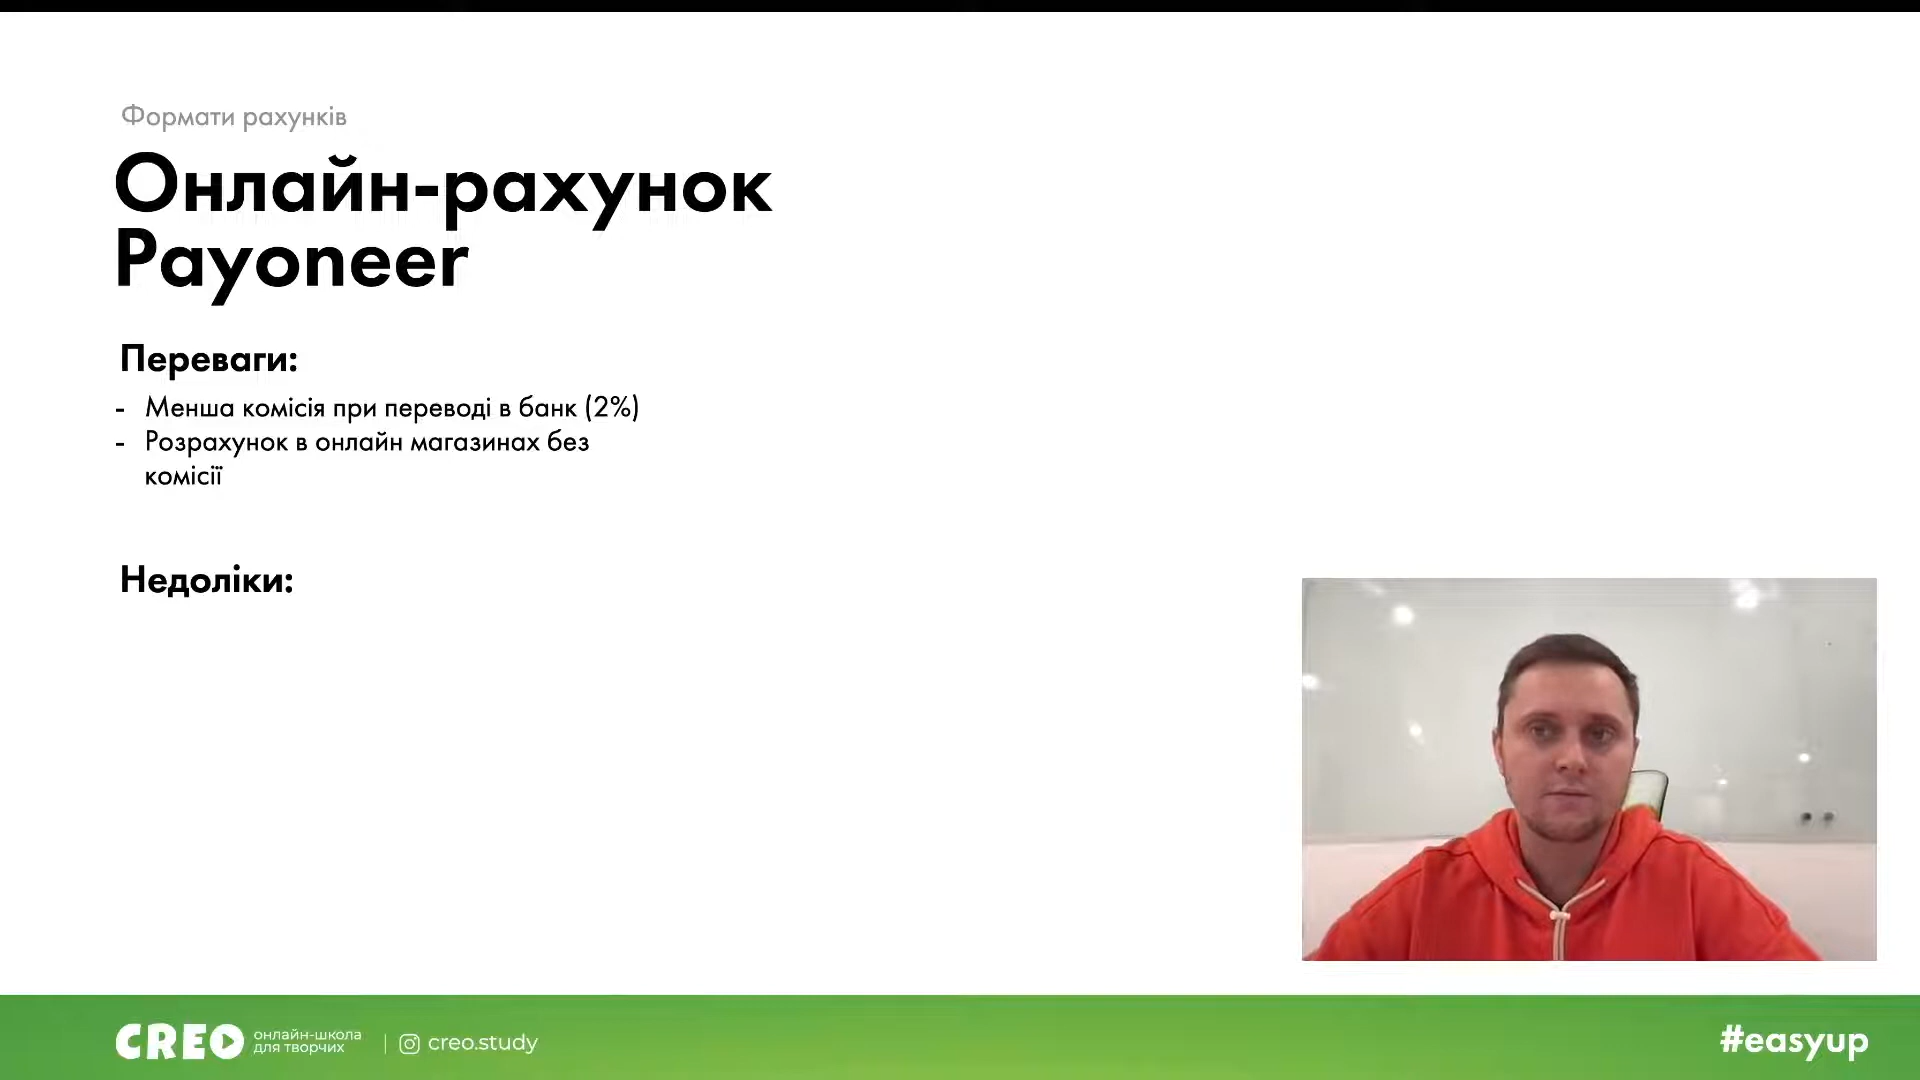 Формати рахунків
Онлайн-рахунок
Payoneer
Переваги:
- Менша комісія при переводі в банк (2%)
- Розрахунок в онлайн магазинах без
комісії
Недоліки:
CREO
онлайн-школа
для творчих
creo.study
#easyup